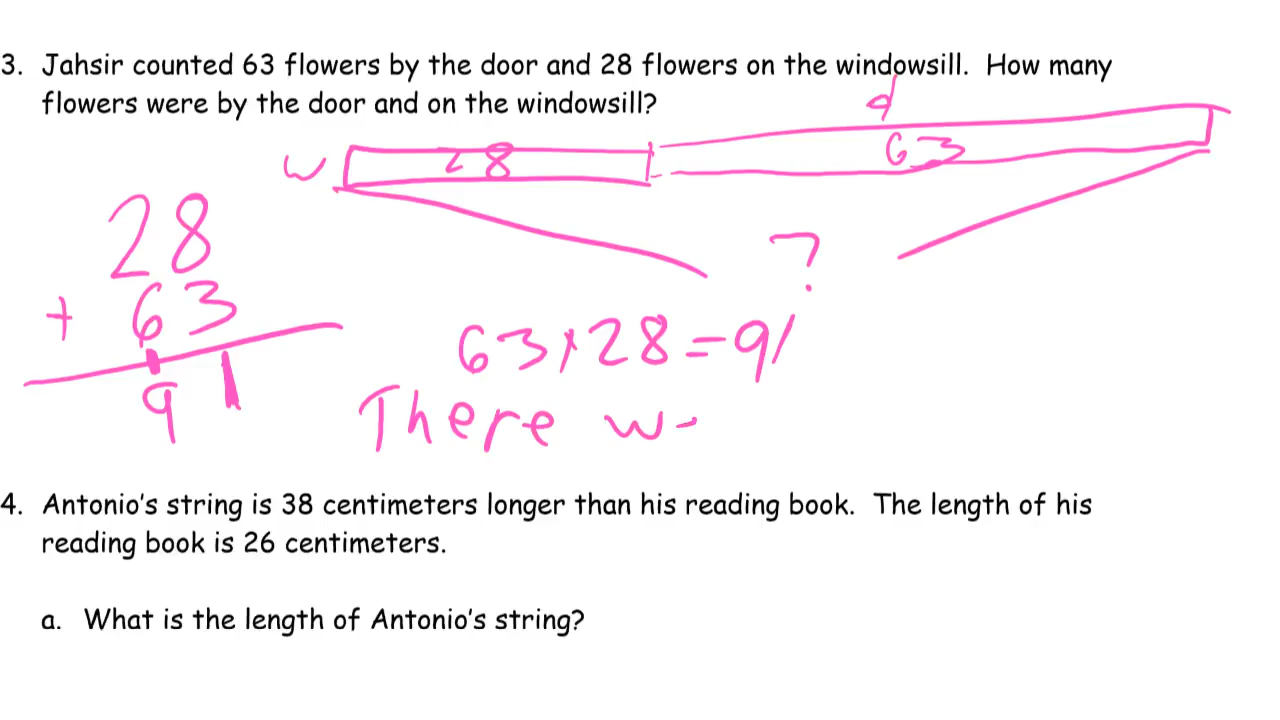 3. Jahsir counted 63 flowers by the door and 28 flowers on the windowsill. How many
flowers were by the door and on the windowsill?
d
w 28 63
28
+ 63
91
?
63+28=91
There w
4. Antonio's string is 38 centimeters longer than his reading book. The length of his
reading book is 26 centimeters.
a. What is the length of Antonio's string?